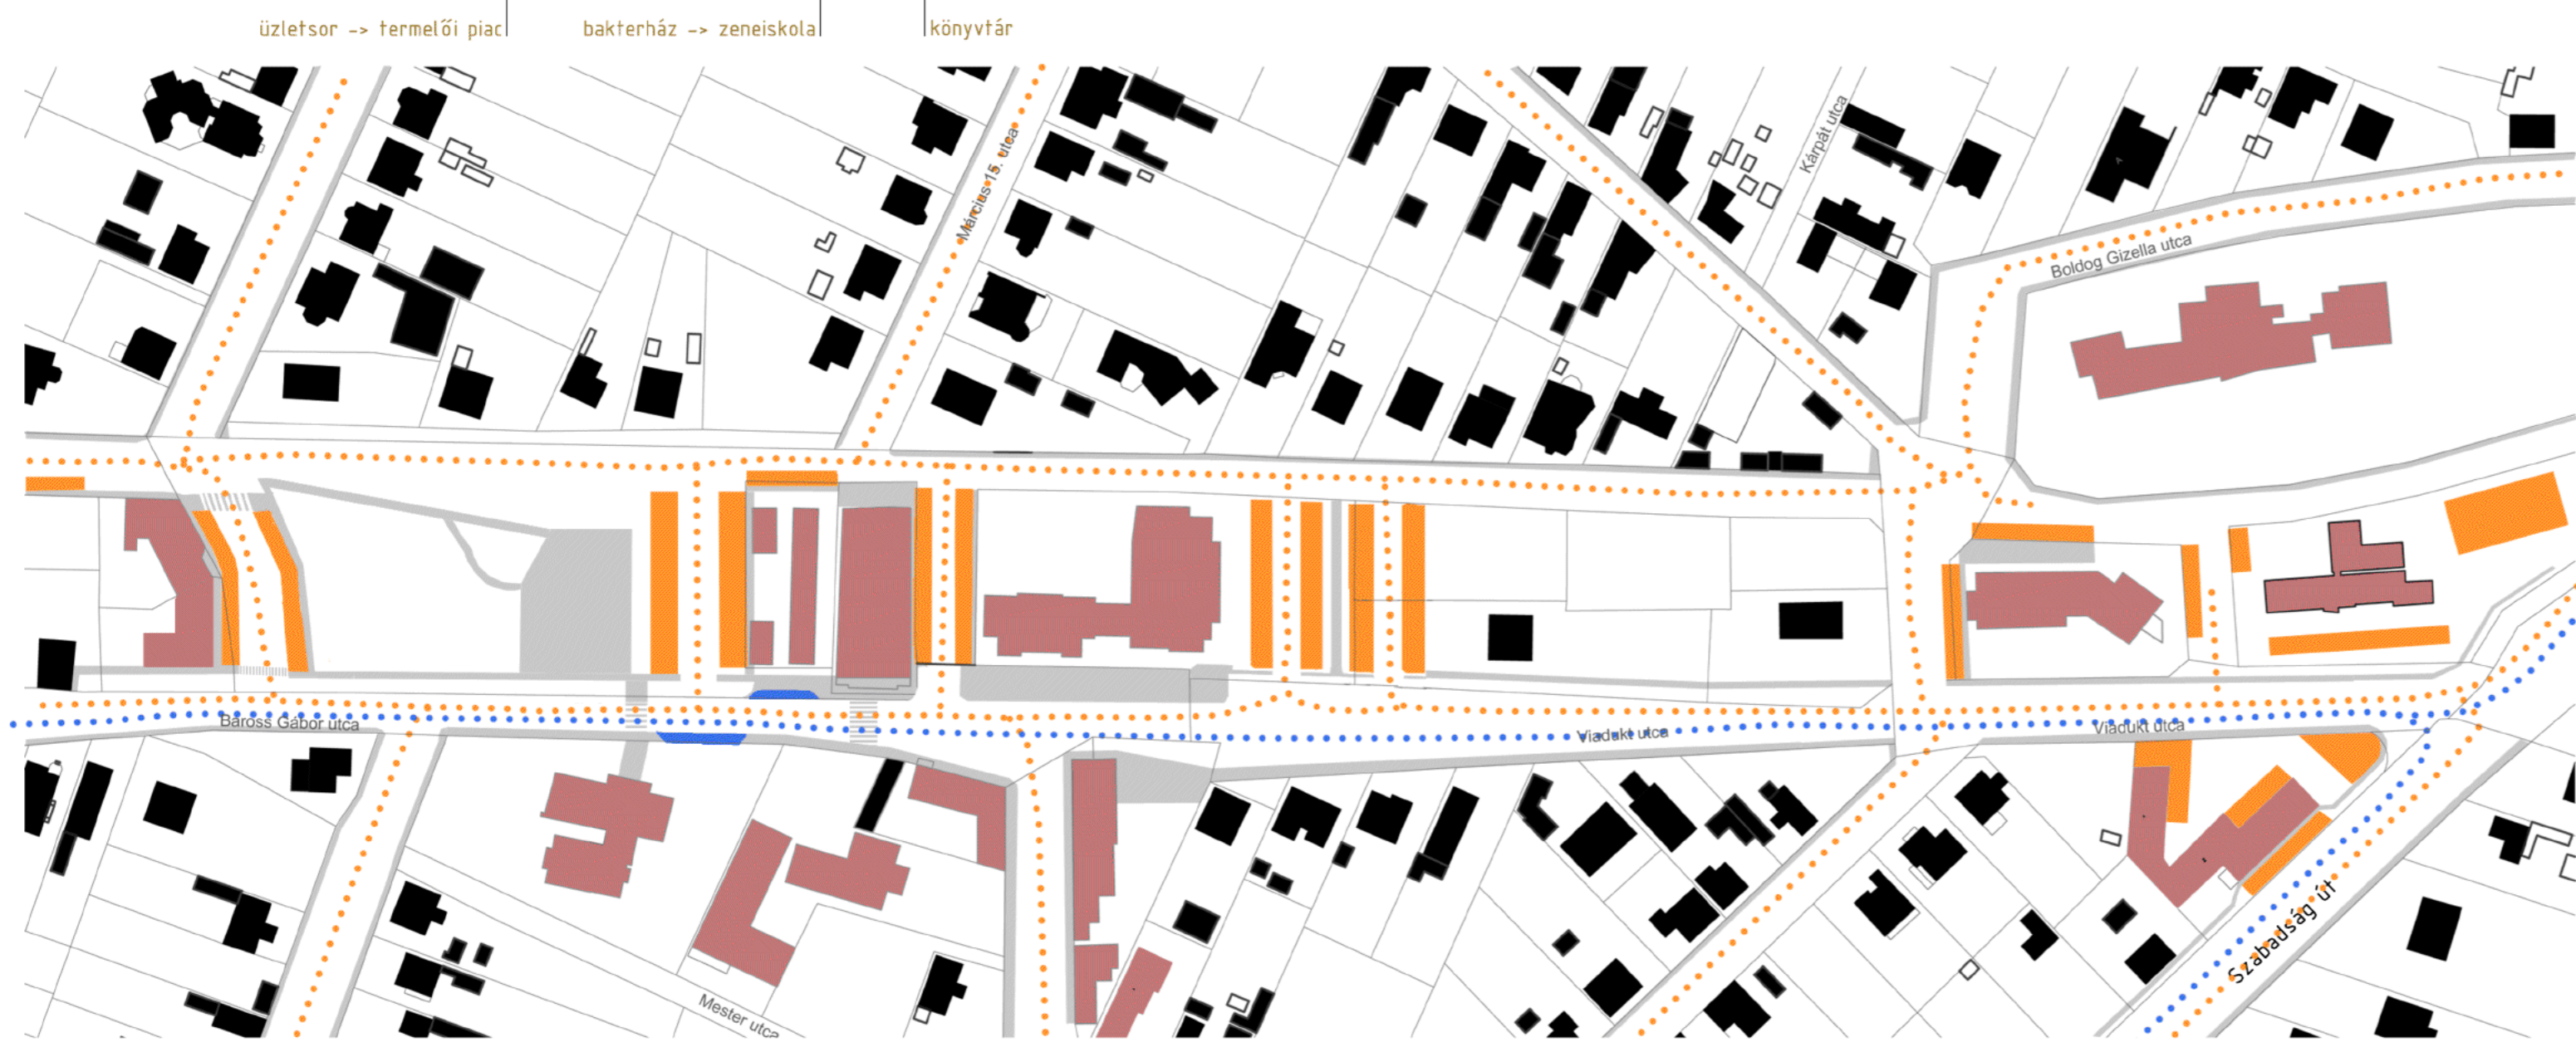 üzletsor -> termelői piac
bakterház -> zeneiskola
könyvtár
Március 15. utca
Kárpát utca
Boldog Gizella utca
Baross Gábor utca
Viadukt utca
Viadukt utca
Szabadság út
Mester utca